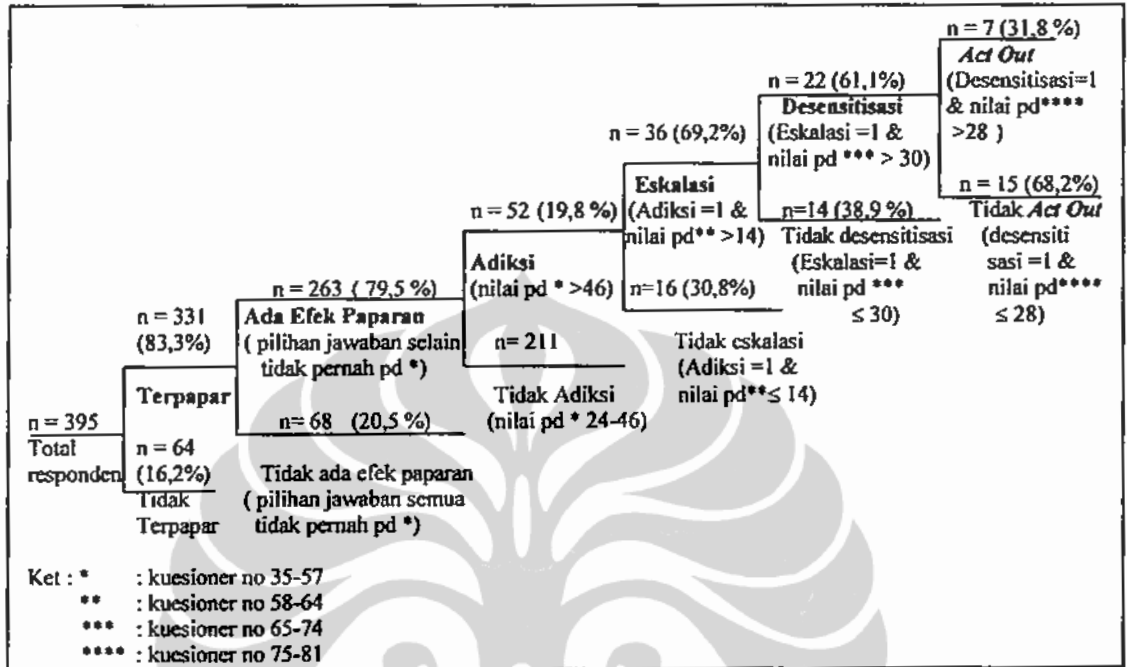 n = 7 (31,8 %)
Act Out
(Desensitisasi=1
& nilai pd****
>28 )
n = 15 (68,2%)
Tidak Act Out
(desensiti
sasi =1 &
nilai pd****
≤ 28)
n = 22 (61,1%)
Desensitisasi
(Eskalasi =1 &
nilai pd *** > 30)
n=14 (38,9 %)
Tidak desensitisasi
(Eskalasi=1 &
nilai pd ***
≤ 30)
n = 36 (69,2%)
Eskalasi
(Adiksi =1 &
nilai pd** >14)
n=16 (30,8%)
Tidak eskalasi
(Adiksi =1 &
nilai pd**≤ 14)
n = 52 (19,8 %)
Adiksi
(nilai pd * >46)
n= 211
Tidak Adiksi
(nilai pd * 24-46)
n = 263 ( 79,5 %)
Ada Efek Paparan
( pilihan jawaban selain
tidak pernah pd *)
n= 68 (20,5 %)
Tidak ada efek paparan
( pilihan jawaban semua
tidak pernah pd *)
n = 331
(83,3%)
Terpapar
n = 64
(16,2%)
Tidak
Terpapar
n = 395
Total
responden
Ket : * : kuesioner no 35-57
** : kuesioner no 58-64
*** : kuesioner no 65-74
**** : kuesioner no 75-81